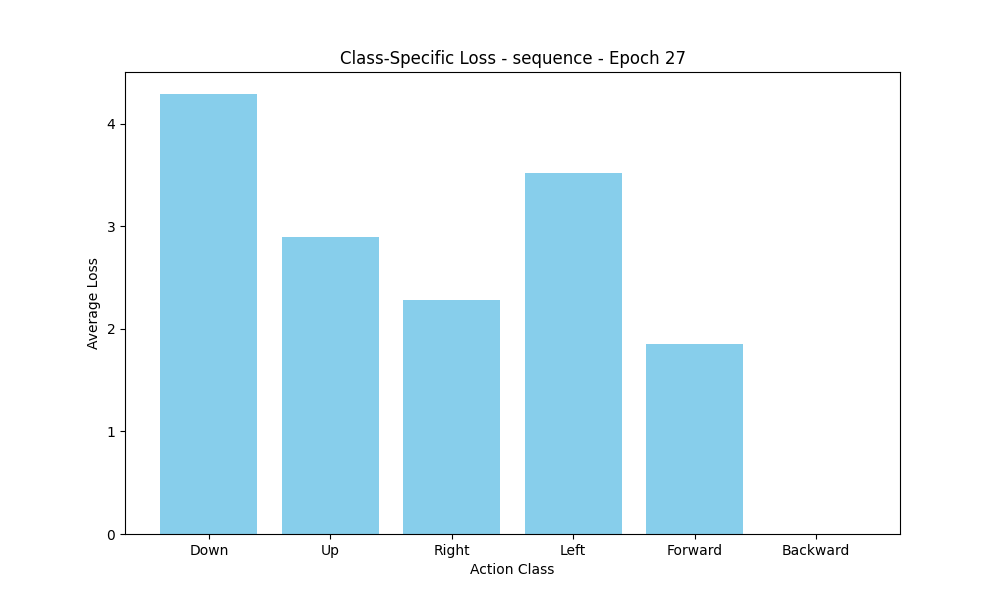 Class-Specific Loss - sequence - Epoch 27
Average Loss
4
3
2
1
0
Down Up Right Left Forward Backward
Action Class